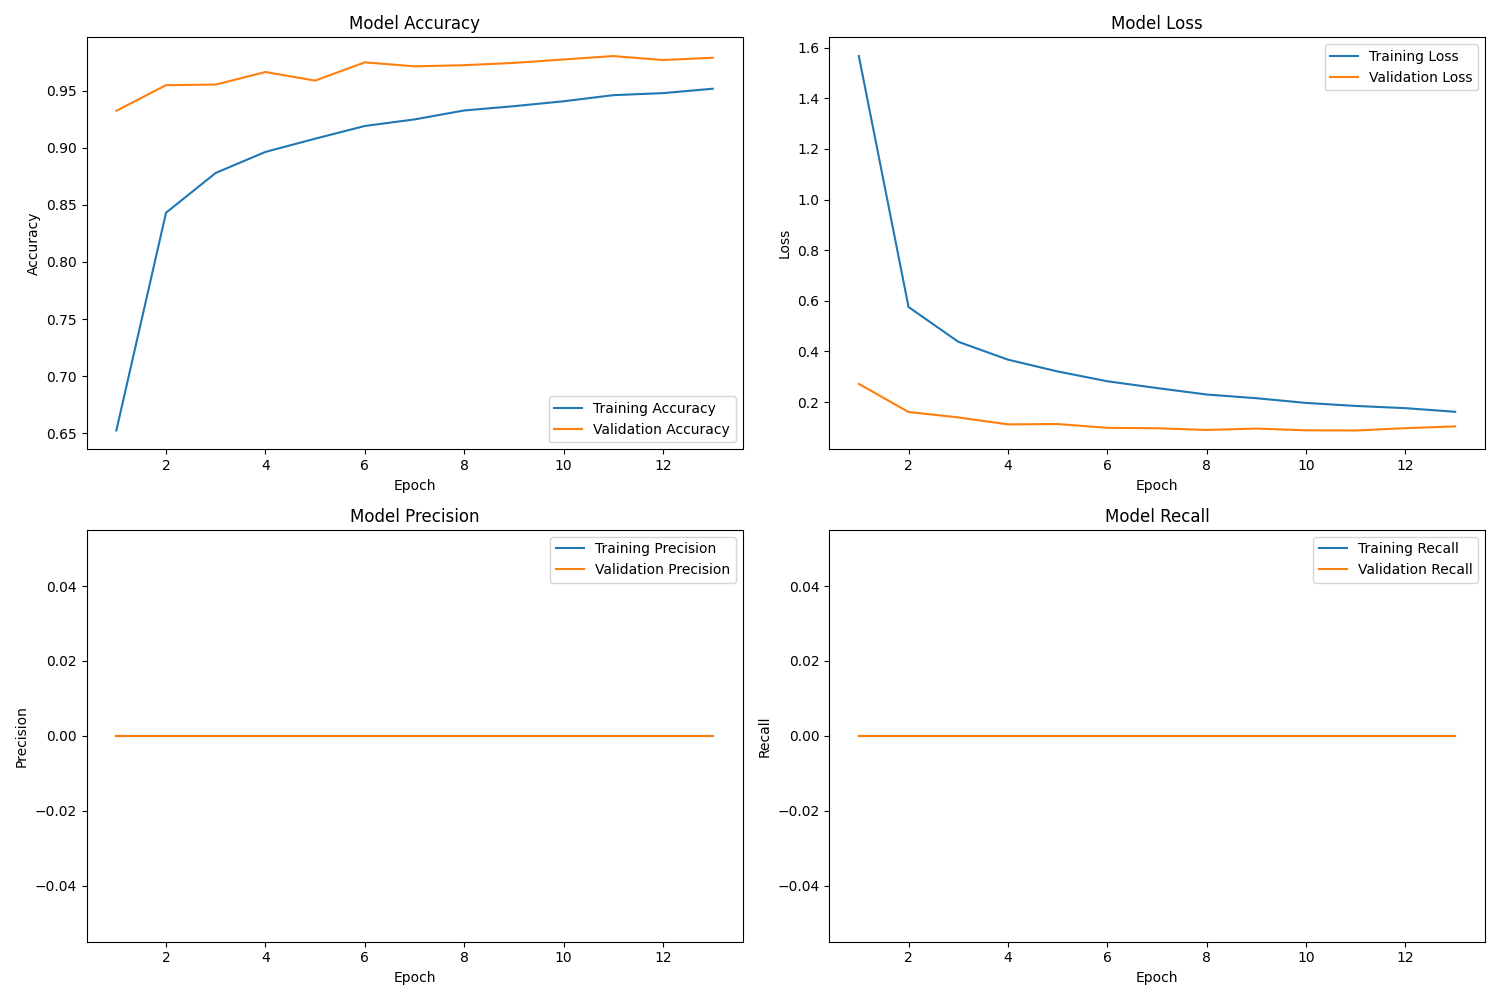 Model Accuracy
Accuracy
0.95
0.90
0.85
0.80
0.75
0.70
0.65
Training Accuracy
Validation Accuracy
2 4 6 8 10 12
Epoch
Model Loss
Loss
1.6
1.4
1.2
1.0
0.8
0.6
0.4
0.2
Training Loss
Validation Loss
2 4 6 8 10 12
Epoch
Model Precision
Precision
0.04
0.02
0.00
−0.02
−0.04
Training Precision
Validation Precision
2 4 6 8 10 12
Epoch
Model Recall
Recall
0.04
0.02
0.00
−0.02
−0.04
Training Recall
Validation Recall
2 4 6 8 10 12
Epoch